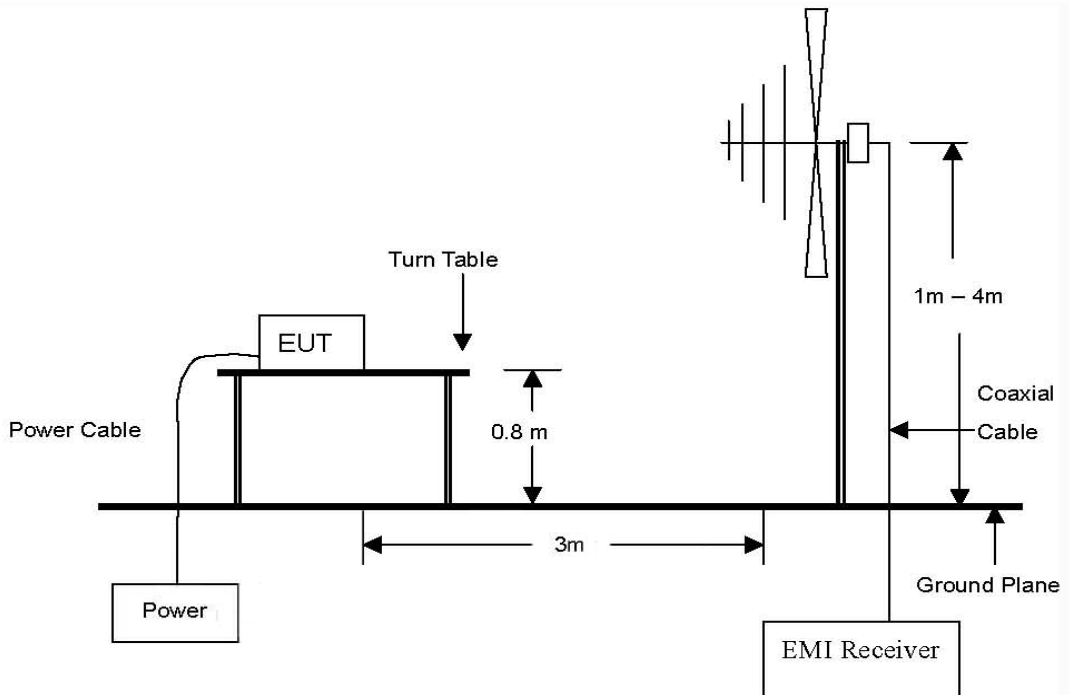 Turn Table
1m – 4m
EUT
Coaxial
Cable
Power Cable
0.8 m
3m
Ground Plane
Power
EMI Receiver